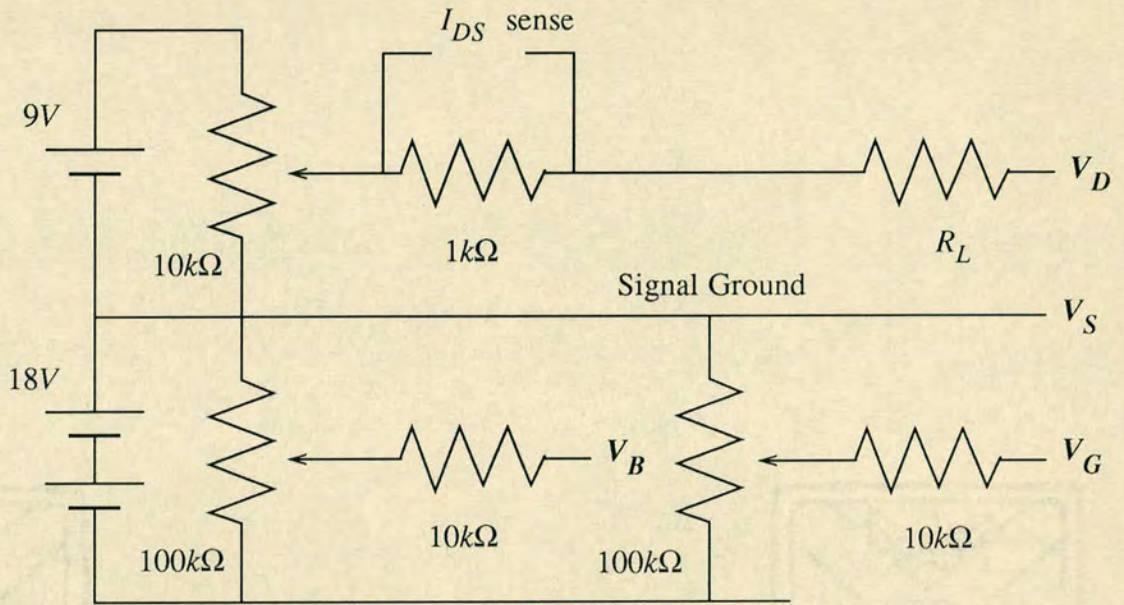 I_DS sense
9V
V_D
10kΩ
1kΩ
R_L
Signal Ground
V_S
18V
V_B
V_G
100kΩ
10kΩ
100kΩ
10kΩ